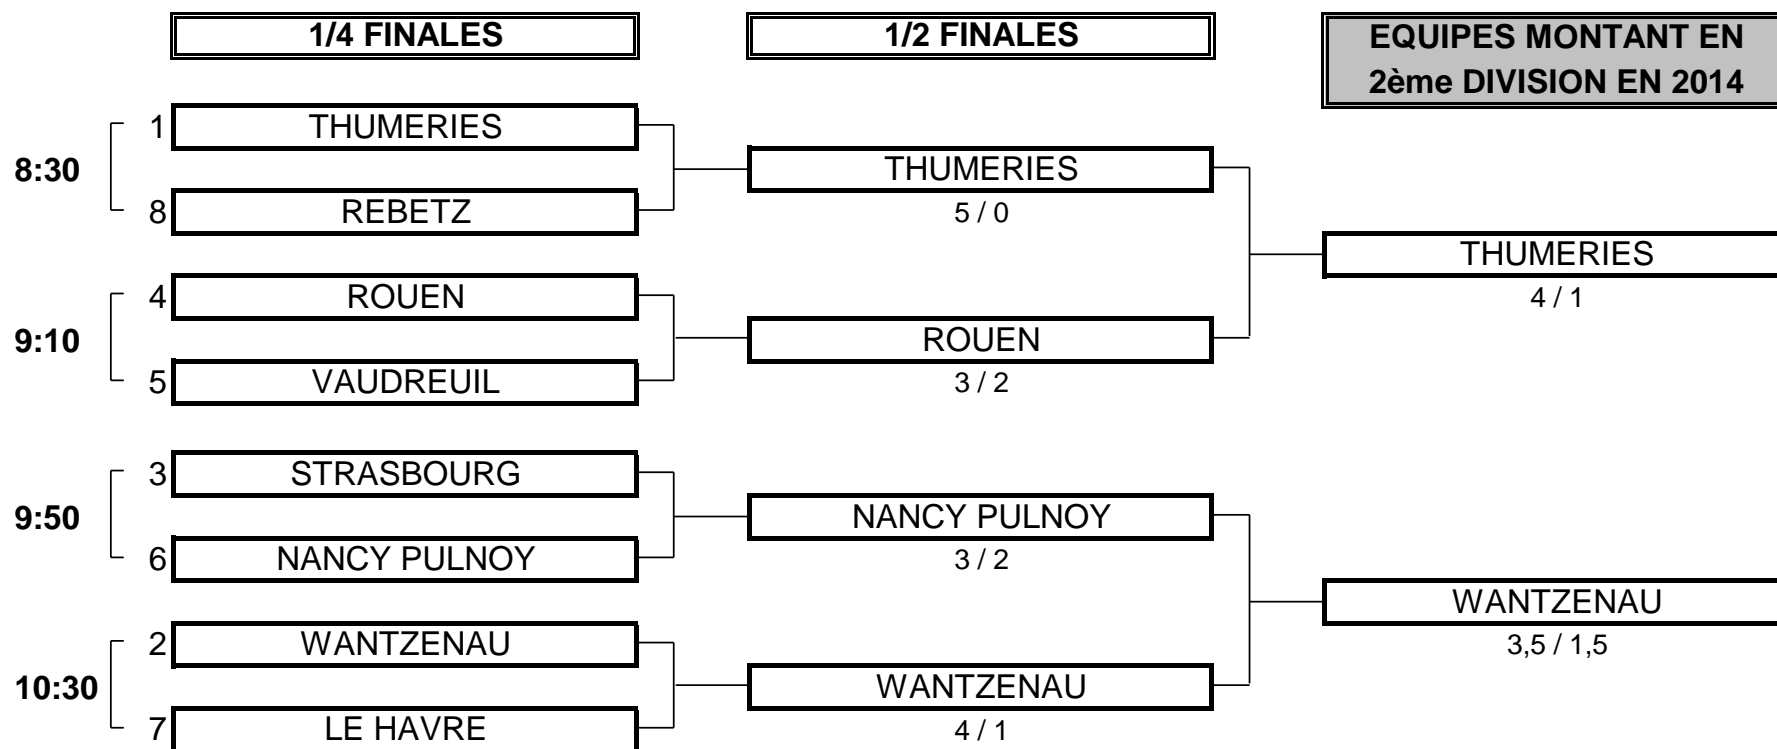 1/4 FINALES
1/2 FINALES
EQUIPES MONTANT EN
2ème DIVISION EN 2014
8:30
1 THUMERIES
8 REBETZ
THUMERIES
5 / 0
9:10
4 ROUEN
5 VAUDREUIL
ROUEN
3 / 2
THUMERIES
4 / 1
9:50
3 STRASBOURG
6 NANCY PULNOY
NANCY PULNOY
3 / 2
10:30
2 WANTZENAU
7 LE HAVRE
WANTZENAU
4 / 1
WANTZENAU
3,5 / 1,5